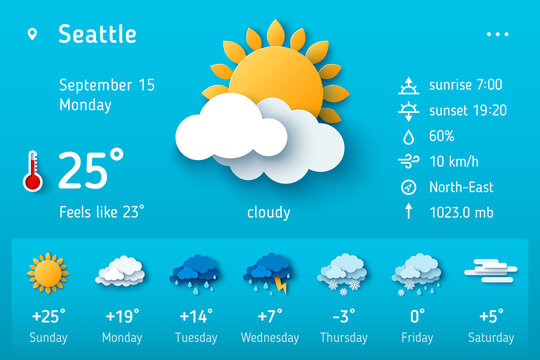 Seattle
September 15
Monday
25°
Feels like 23°
cloudy
sunrise 7:00
sunset 19:20
60%
10 km/h
North-East
1023.0 mb
+25° +19° +14° +7° -3° 0° +5°
Sunday Monday Tuesday Wednesday Thursday Friday Saturday